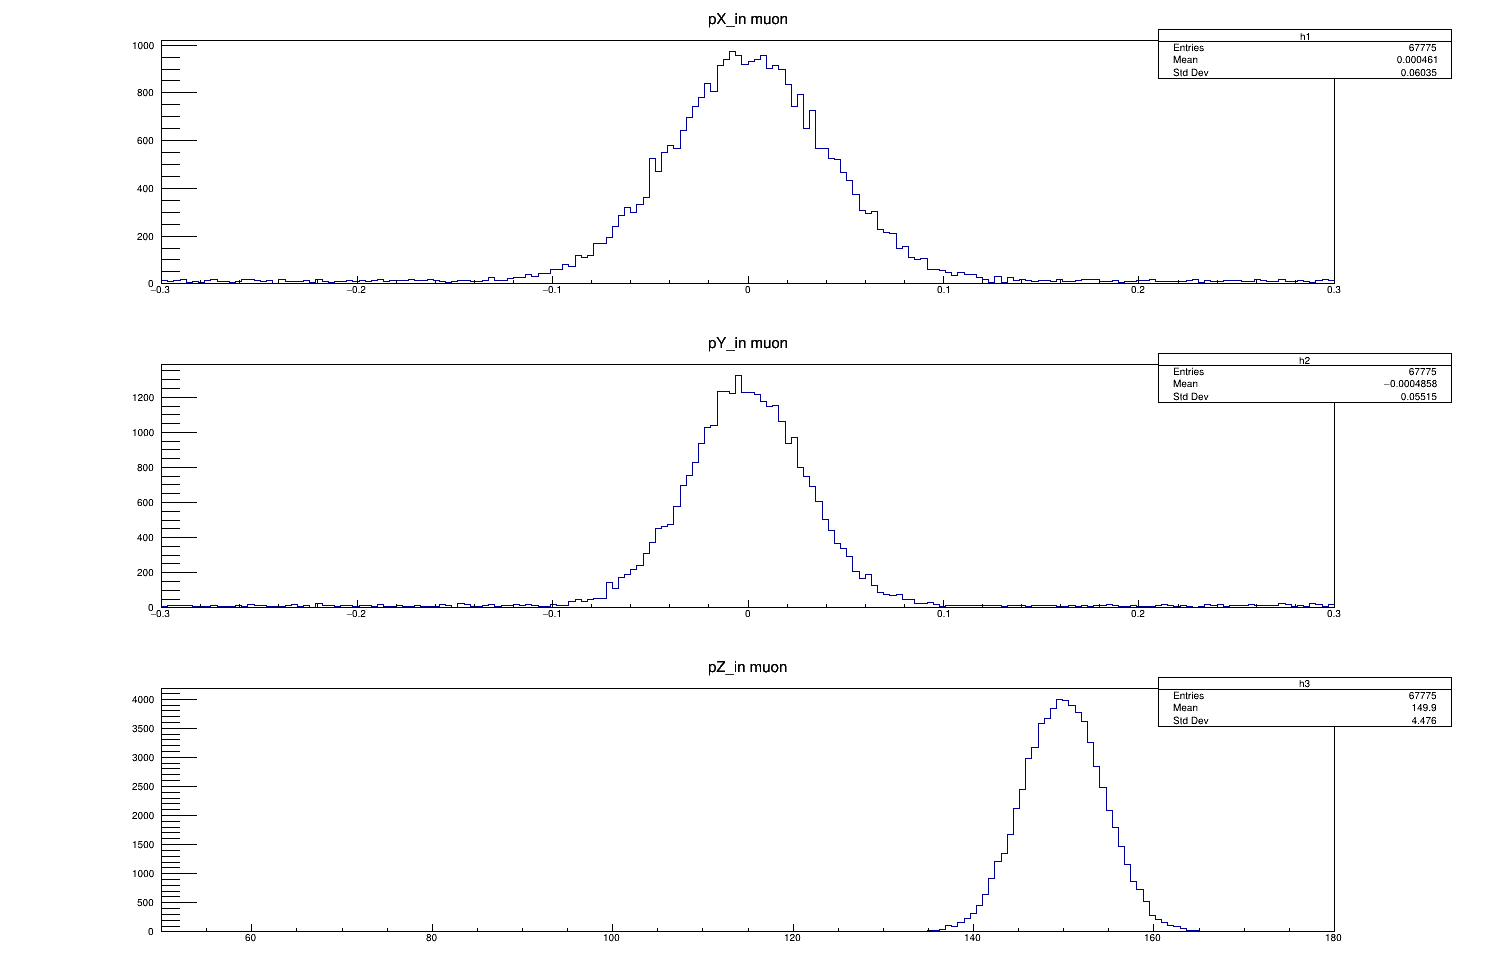 pX_in muon
h1
Entries 67775
Mean 0.000461
Std Dev 0.06035
1000
800
600
400
200
0
−0.3 −0.2 −0.1 0 0.1 0.2 0.3
pY_in muon
h2
Entries 67775
Mean −0.0004858
Std Dev 0.05515
1200
1000
800
600
400
200
0
−0.3 −0.2 −0.1 0 0.1 0.2 0.3
pZ_in muon
h3
Entries 67775
Mean 149.9
Std Dev 4.476
4000
3500
3000
2500
2000
1500
1000
500
0
60 80 100 120 140 160 180